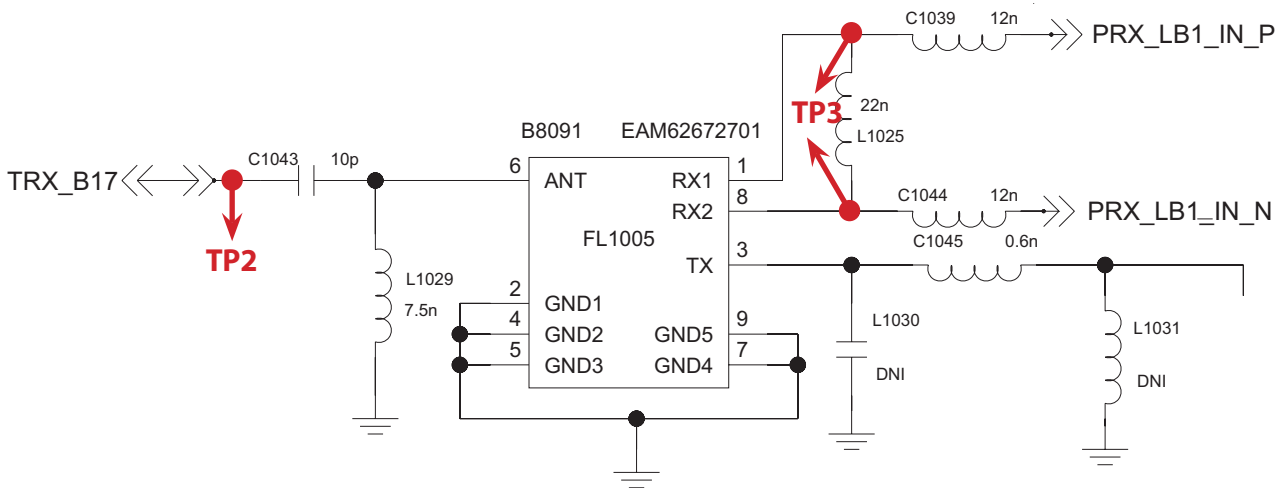 C1039 12n
PRX_LB1_IN_P
TP3
22n
L1025
B8091 EAM62672701
C1043 10p
TRX_B17
TP2
6 ANT RX1 1
RX2 8
C1044 12n
PRX_LB1_IN_N
C1045 0.6n
FL1005
TX 3
L1029
7.5n
2 GND1
4 GND2 GND5 9
5 GND3 GND4 7
L1030
DNI
L1031
DNI